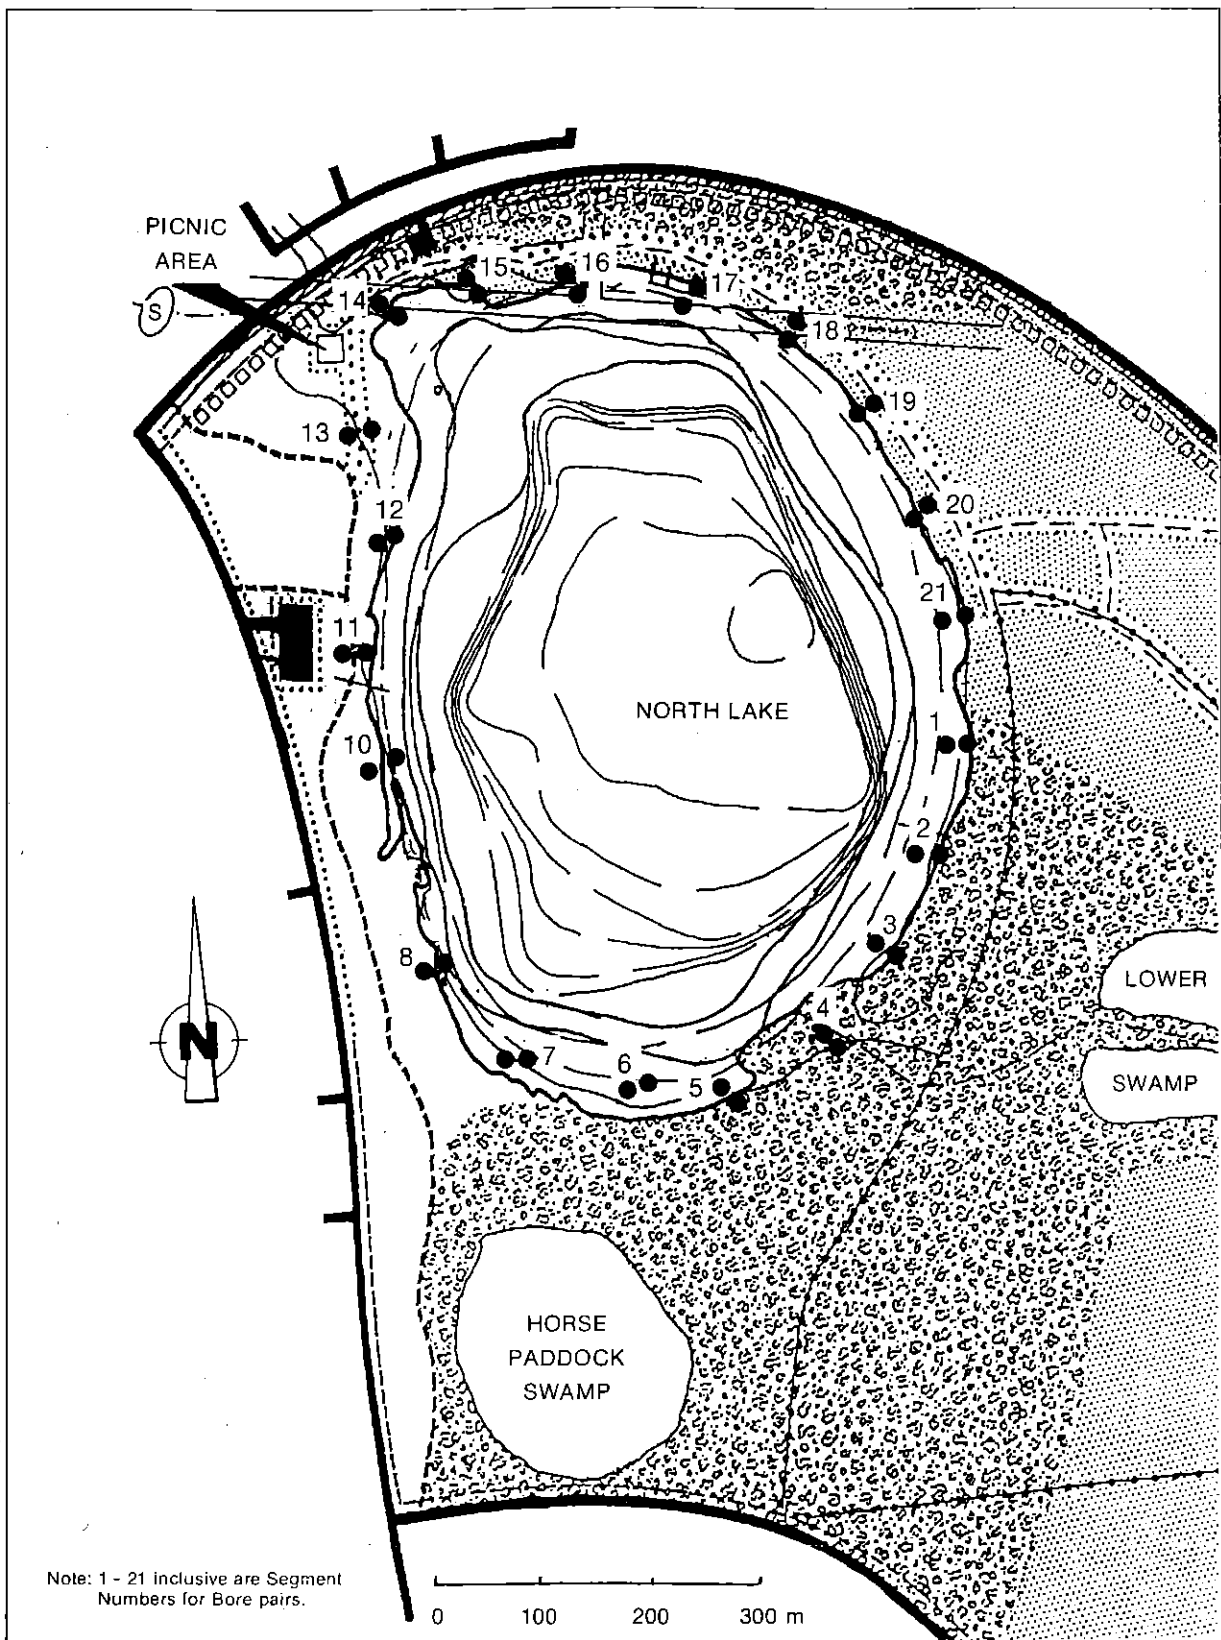 PICNIC
AREA
S
15
16
17
14
18
19
13
20
12
21
11
NORTH LAKE
1
10
2
3
8
LOWER
4
N
7
6
5
SWAMP
HORSE
PADDOCK
SWAMP
Note: 1 - 21 inclusive are Segment
Numbers for Bore pairs.
0 100 200 300 m